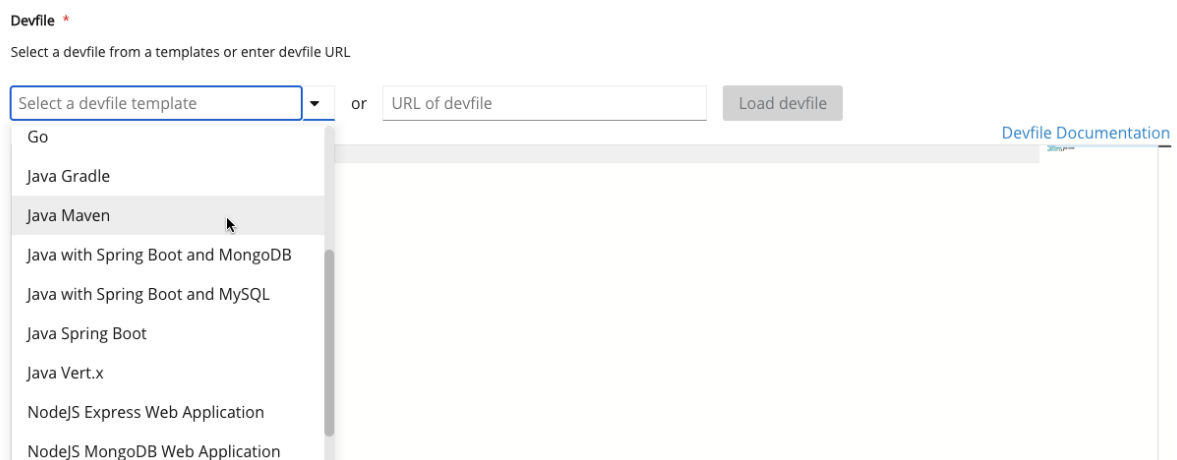 Devfile *
Select a devfile from a templates or enter devfile URL
Select a devfile template or URL of devfile Load devfile
Devfile Documentation
Go
Java Gradle
Java Maven
Java with Spring Boot and MongoDB
Java with Spring Boot and MySQL
Java Spring Boot
Java Vert.x
NodeJS Express Web Application
NodeJS MongoDB Web Application